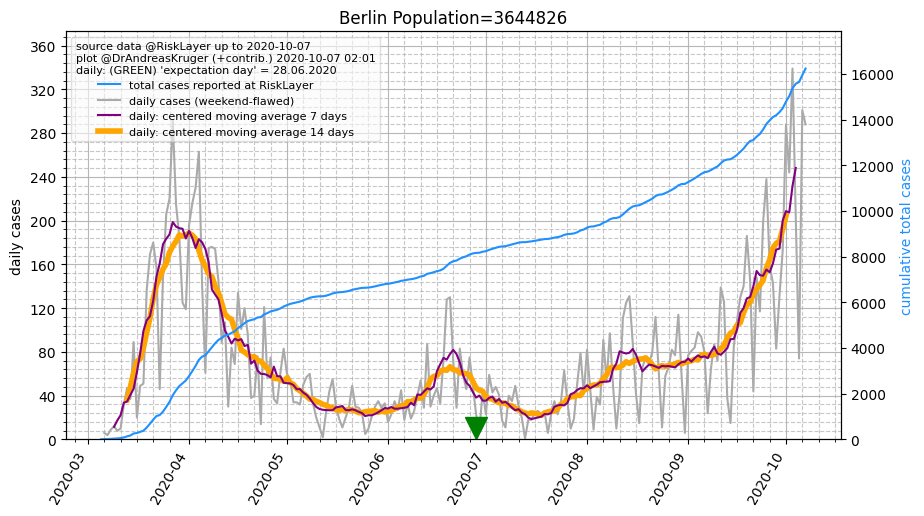 Berlin Population=3644826
source data @RiskLayer up to 2020-10-07
plot @DrAndreasKruger (+contrib.) 2020-10-07 02:01
daily: (GREEN) 'expectation day' = 28.06.2020
total cases reported at RiskLayer
daily cases (weekend-flawed)
daily: centered moving average 7 days
daily: centered moving average 14 days
daily cases
360
320
280
240
200
160
120
80
40
0
cumulative total cases
16000
14000
12000
10000
8000
6000
4000
2000
0
2020-03
2020-04
2020-05
2020-06
2020-07
2020-08
2020-09
2020-10